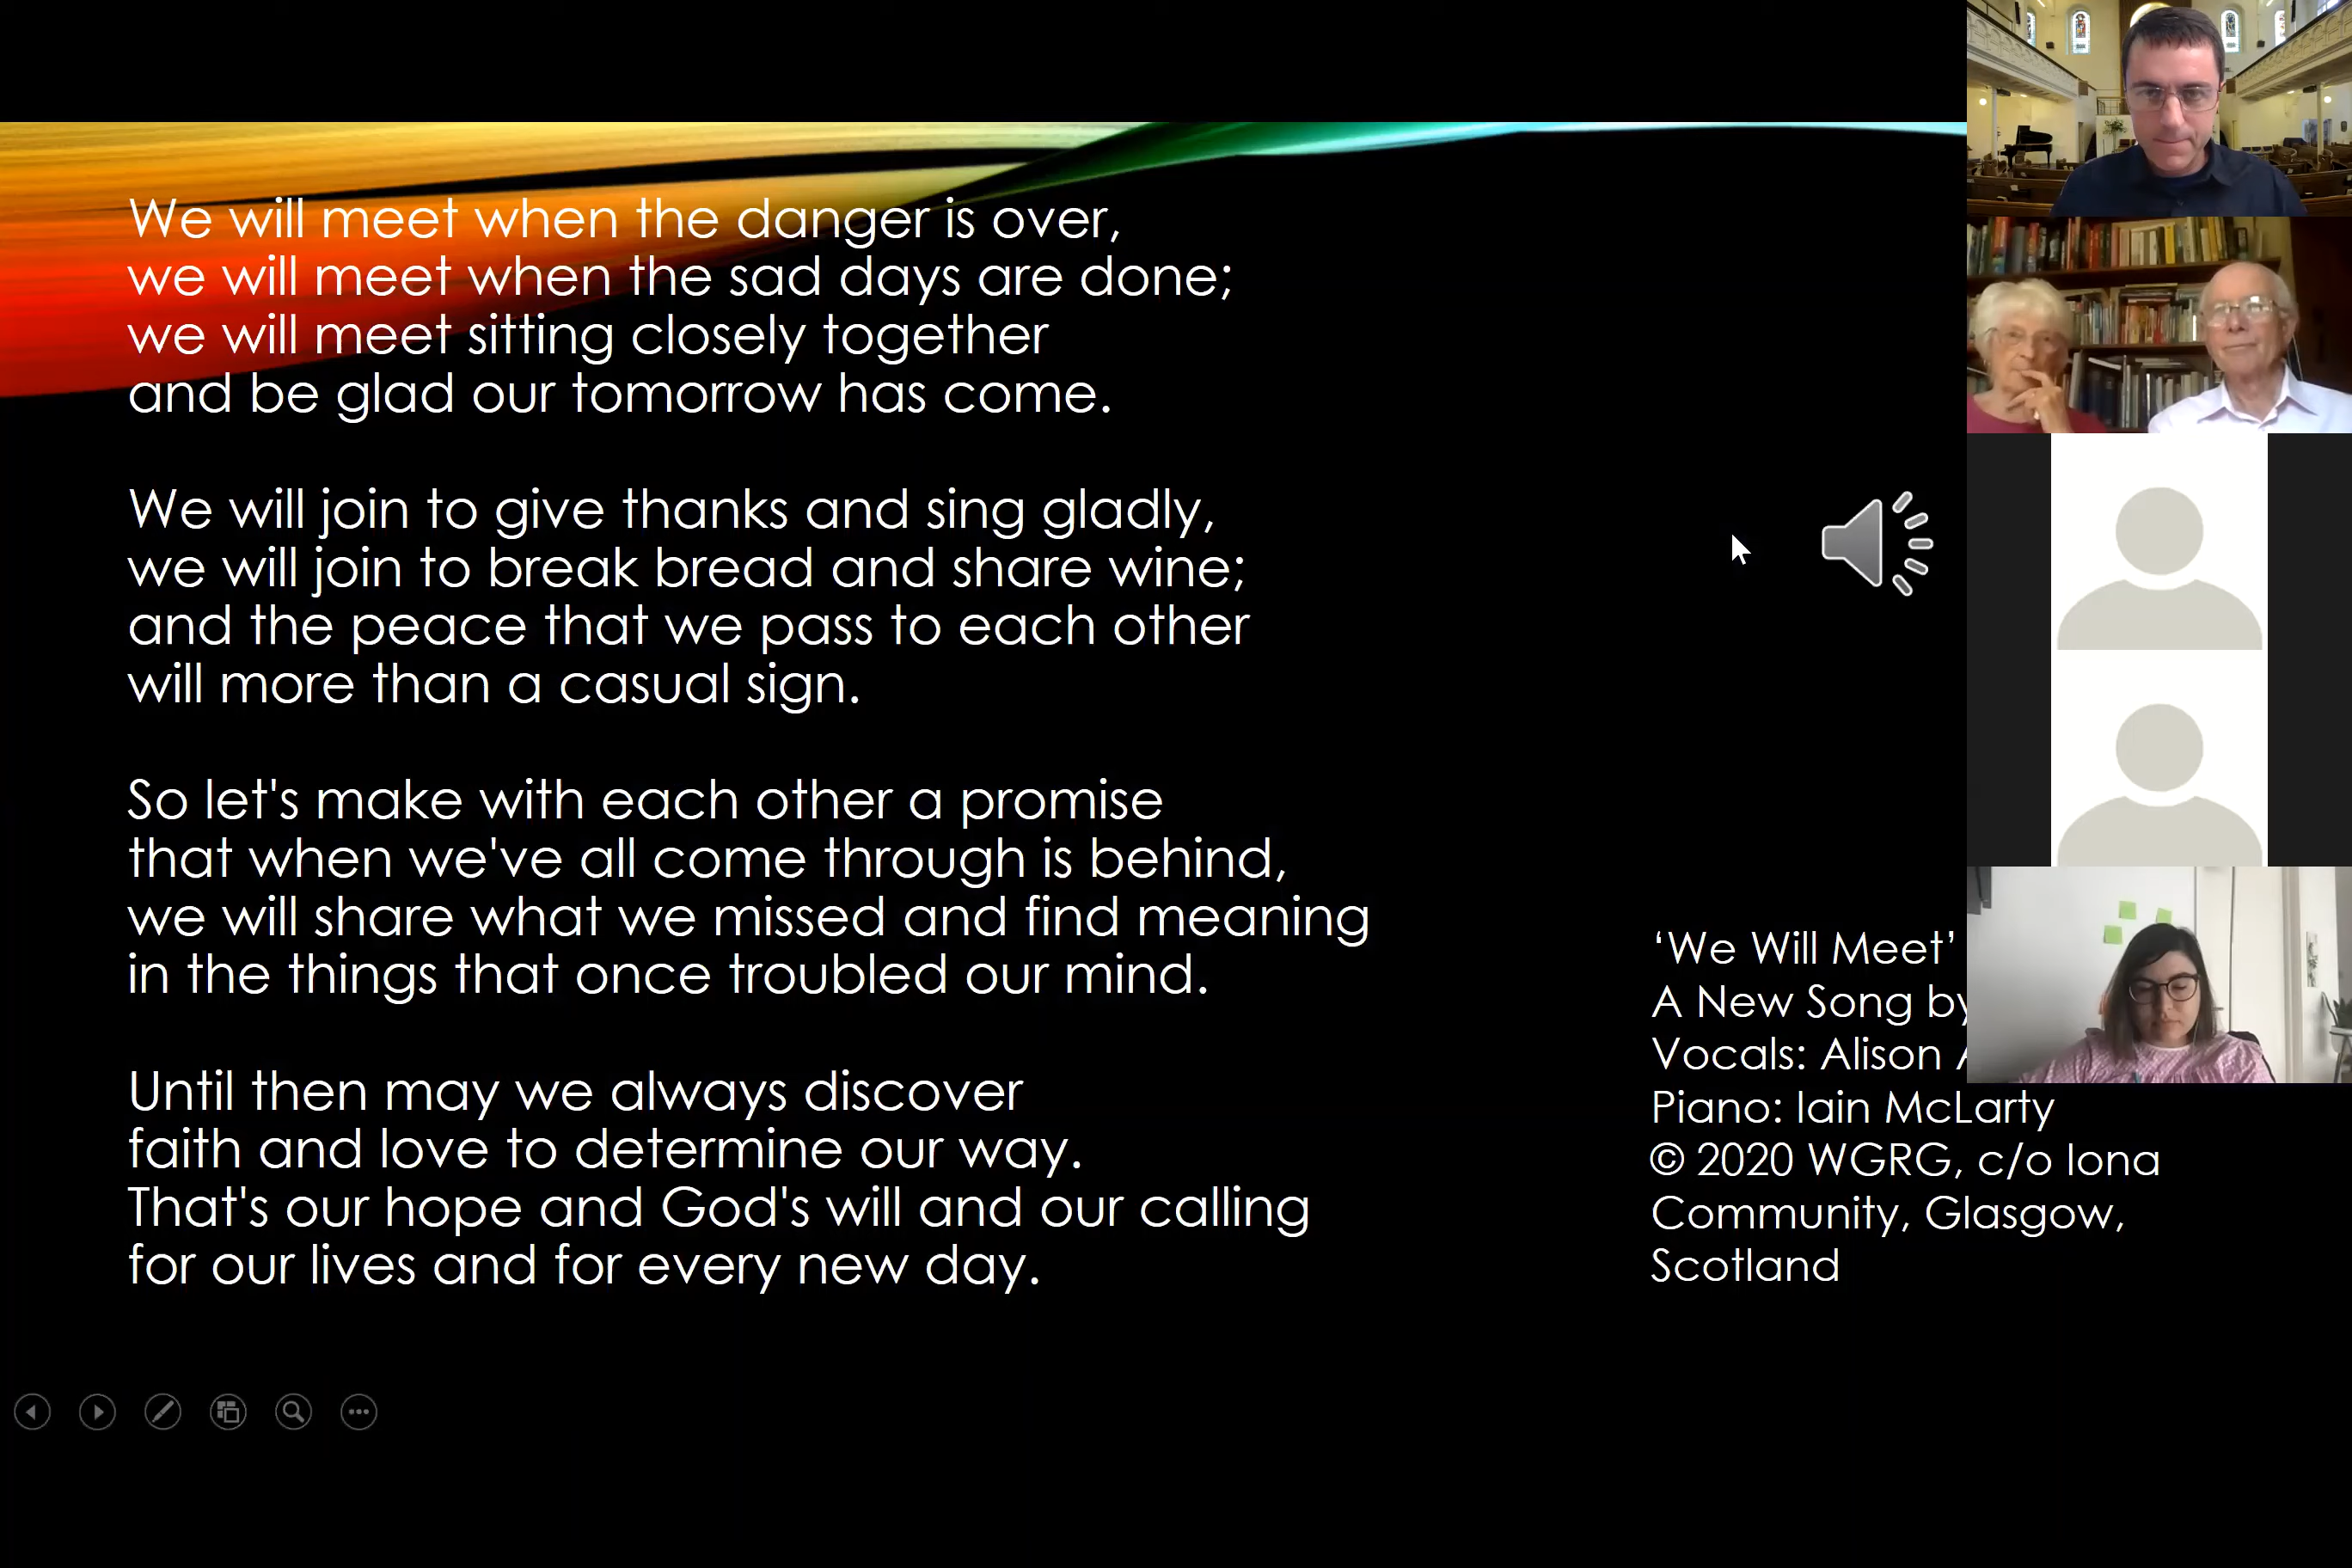 We will meet when the danger is over,
we will meet when the sad days are done;
we will meet sitting closely together
and be glad our tomorrow has come.
We will join to give thanks and sing gladly,
we will join to break bread and share wine;
and the peace that we pass to each other
will more than a casual sign.
So let's make with each other a promise
that when we've all come through is behind,
we will share what we missed and find meaning
in the things that once troubled our mind.
Until then may we always discover
faith and love to determine our way.
That's our hope and God's will and our calling
for our lives and for every new day.
‘We Will Meet’
A New Song by
Vocals: Alison
Piano: Iain McLarty
© 2020 WGRG, c/o Iona
Community, Glasgow,
Scotland